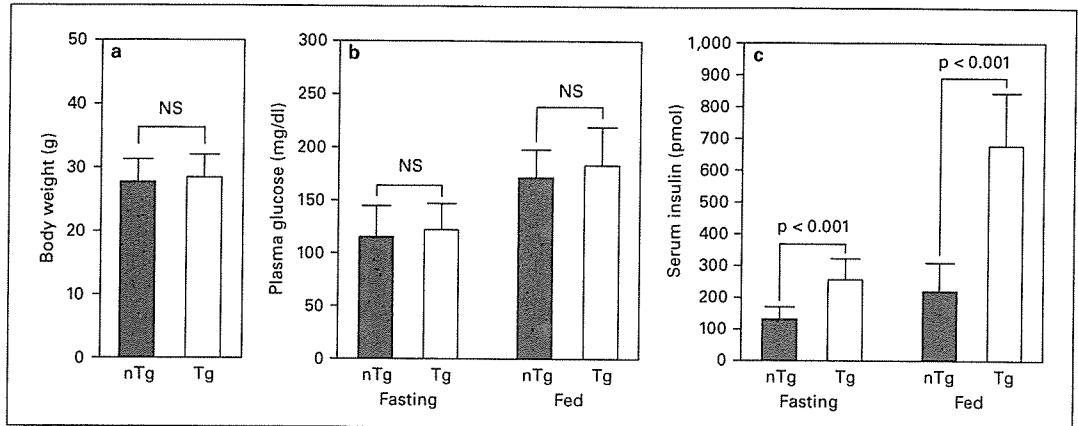 a
50
40
30
20
10
0
Body weight (g)
NS
nTg Tg
b
300
250
200
150
100
50
0
Plasma glucose (mg/dl)
NS
NS
nTg Tg nTg Tg
Fasting Fed
c
1,000
900
800
700
600
500
400
300
200
100
0
Serum insulin (pmol)
p < 0.001
p < 0.001
nTg Tg nTg Tg
Fasting Fed